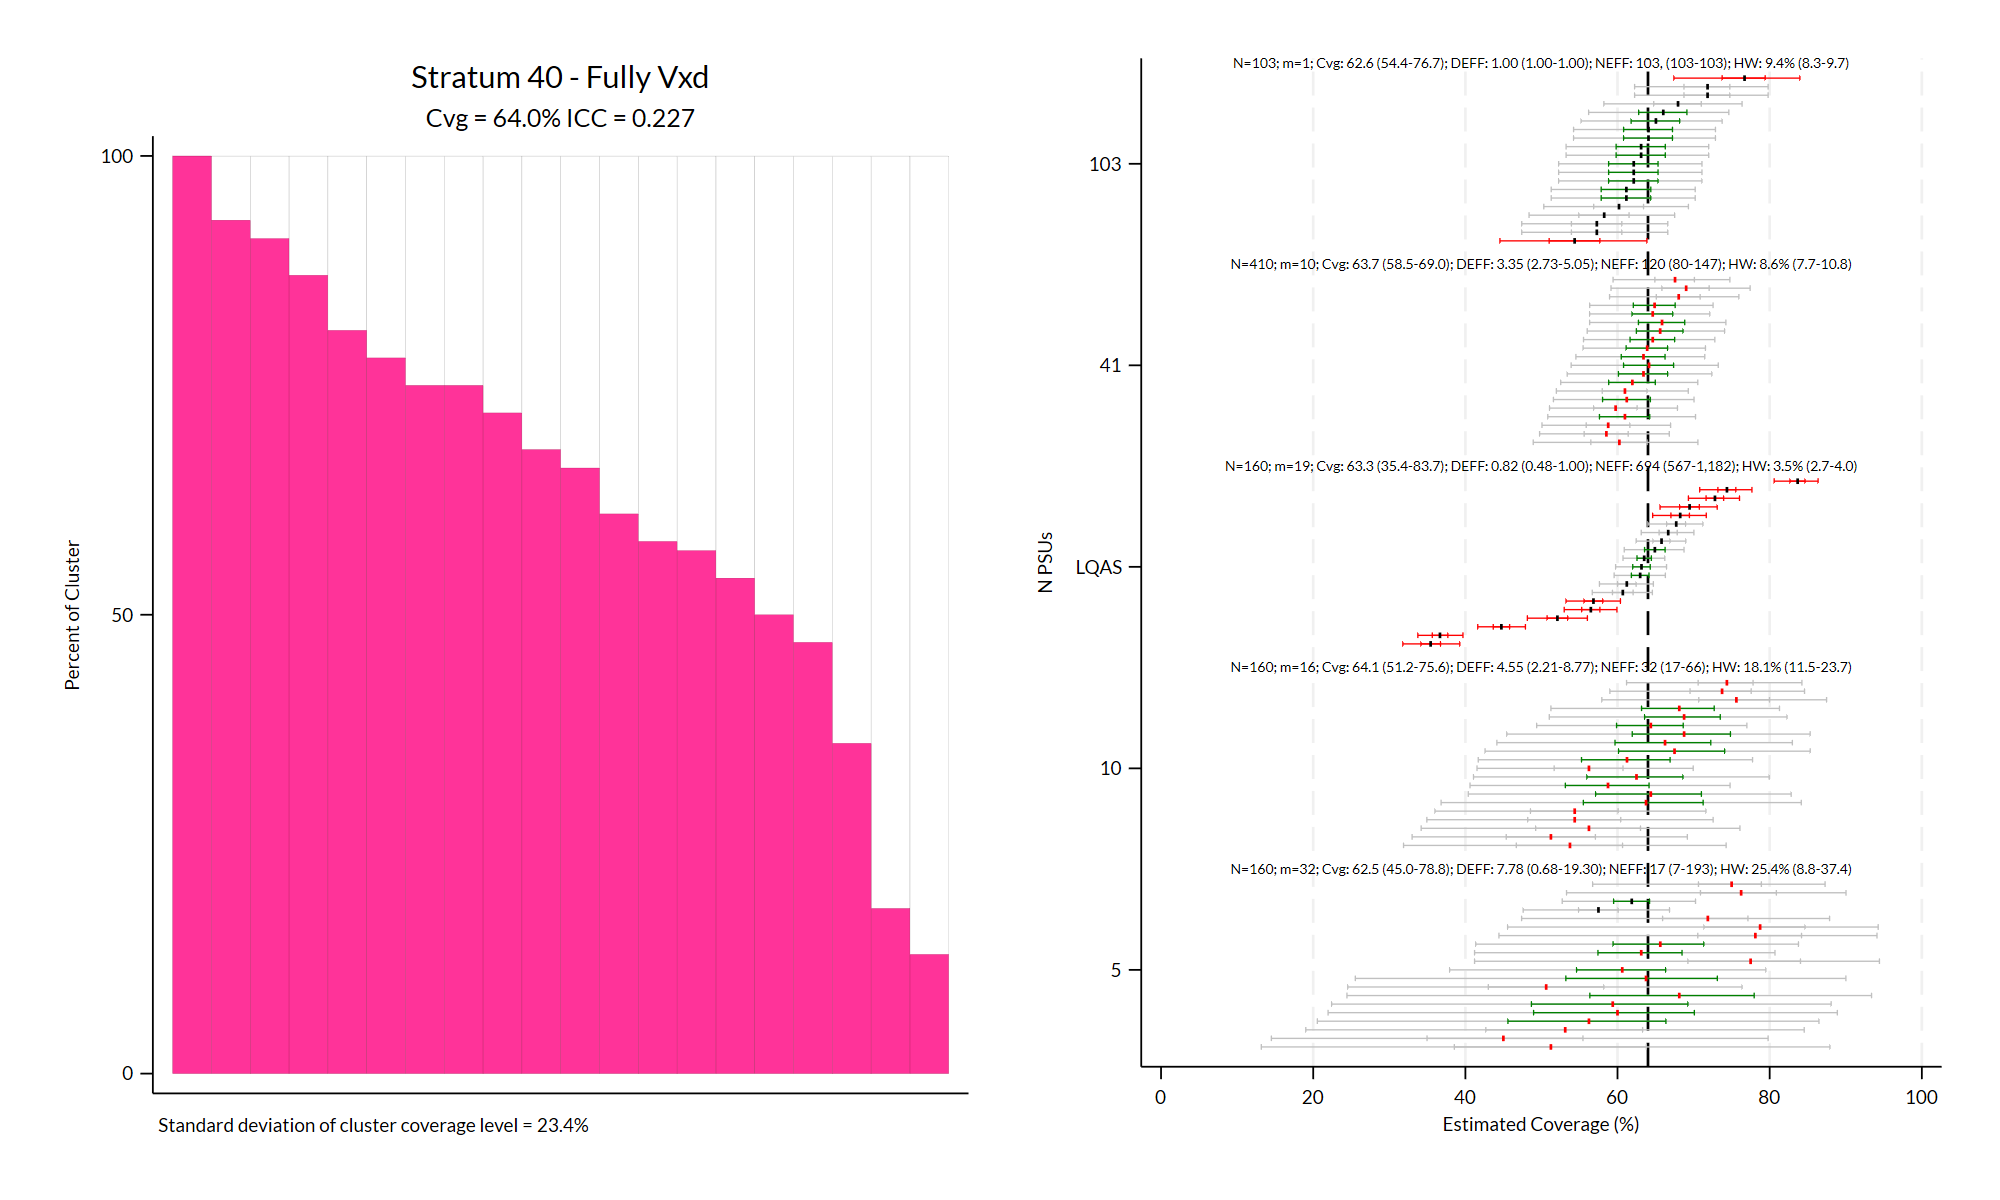 Stratum 40 - Fully Vxd
Cvg = 64.0% ICC = 0.227
Percent of Cluster
100
50
0
Standard deviation of cluster coverage level = 23.4%
N PSUs
N=103; m=1; Cvg: 62.6 (54.4-76.7); DEFF: 1.00 (1.00-1.00); NEFF: 103, (103-103); HW: 9.4% (8.3-9.7)
103
N=410; m=10; Cvg: 63.7 (58.5-69.0); DEFF: 3.35 (2.73-5.05); NEFF: 120 (80-147); HW: 8.6% (7.7-10.8)
41
N=160; m=19; Cvg: 63.3 (35.4-83.7); DEFF: 0.82 (0.48-1.00); NEFF: 694 (567-1,182); HW: 3.5% (2.7-4.0)
LQAS
N=160; m=16; Cvg: 64.1 (51.2-75.6); DEFF: 4.55 (2.21-8.77); NEFF: 32 (17-66); HW: 18.1% (11.5-23.7)
10
N=160; m=32; Cvg: 62.5 (45.0-78.8); DEFF: 7.78 (0.68-19.30); NEFF: 17 (7-193); HW: 25.4% (8.8-37.4)
5
0 20 40 60 80 100
Estimated Coverage (%)